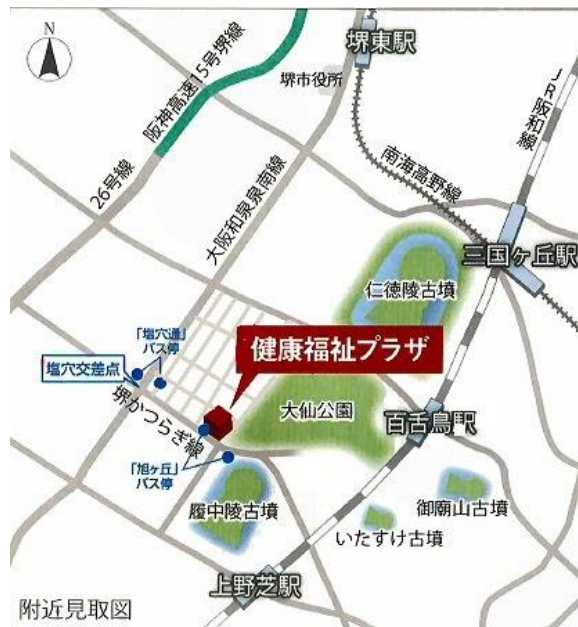 N
堺東駅
堺市役所
阪神高速15号堺線
JR阪和線
26号線
大阪和泉泉南線
南海高野線
三国ヶ丘駅
仁徳陵古墳
「塩穴通」
バス停
健康福祉プラザ
塩穴交差点
堺かつらぎ線
大仙公園
百舌鳥駅
「旭ヶ丘」
バス停
履中陵古墳
御廟山古墳
いたすけ古墳
上野芝駅
附近見取図